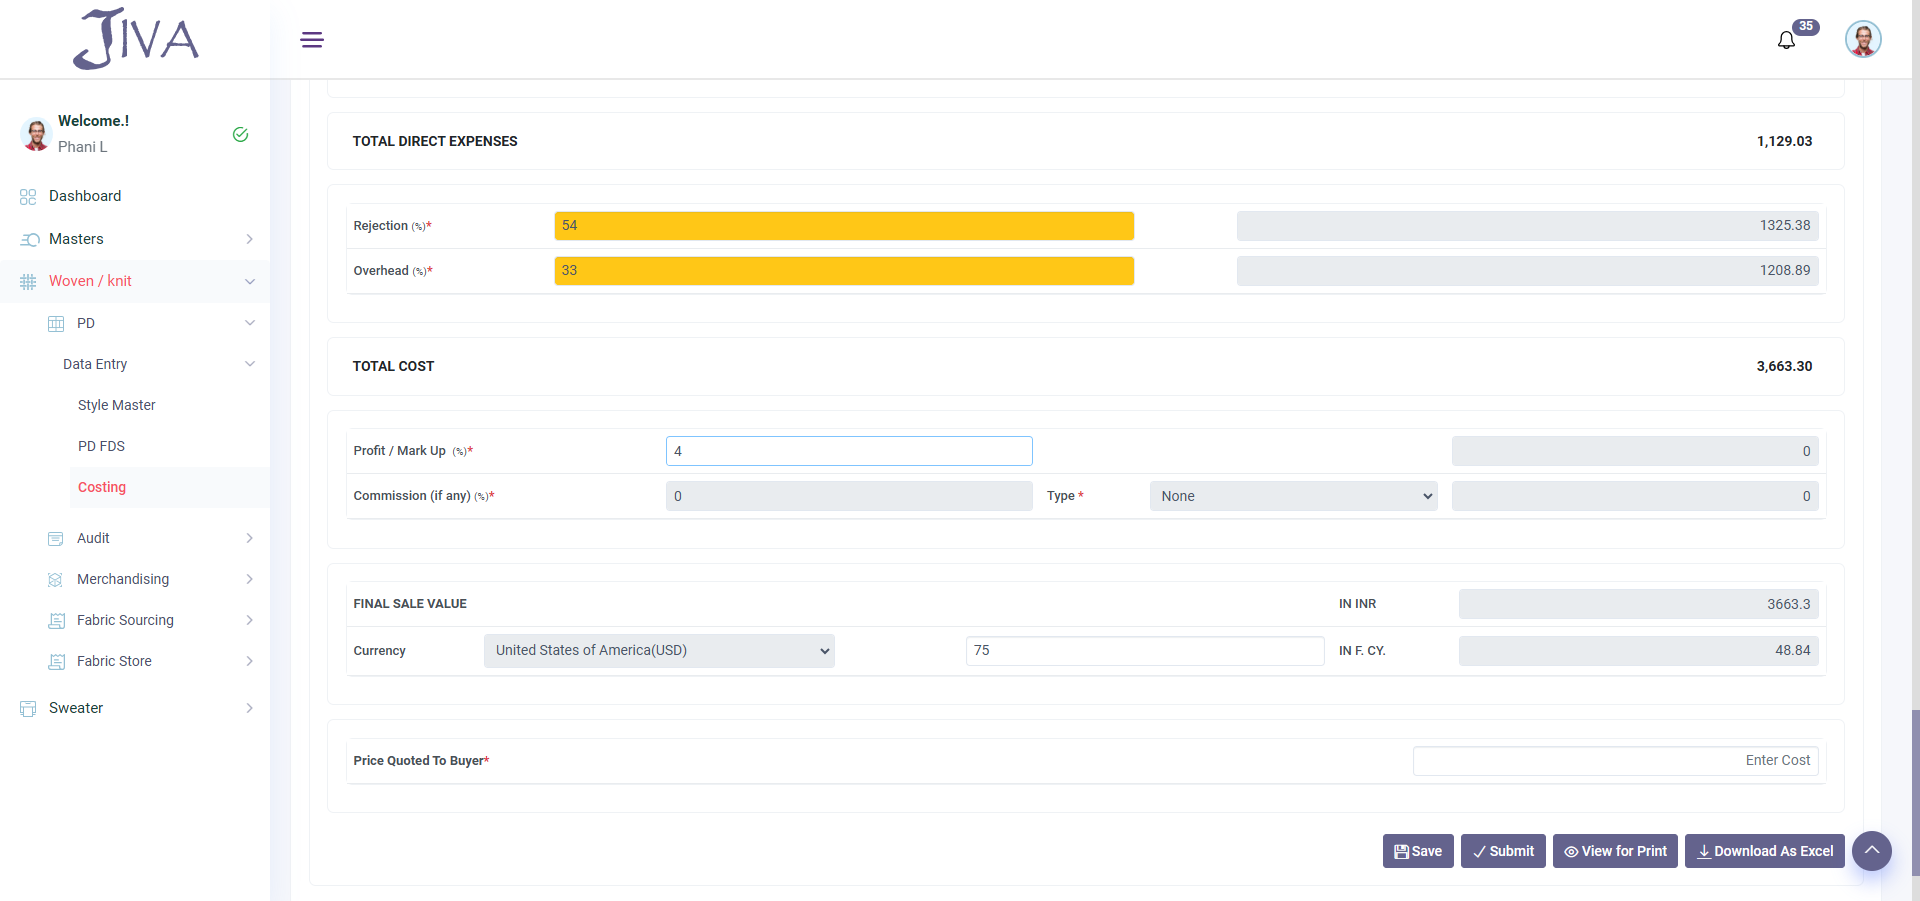 JIVA
35
Welcome.!
Phani L
Dashboard
Masters
Woven / knit
PD
Data Entry
Style Master
PD FDS
Costing
Audit
Merchandising
Fabric Sourcing
Fabric Store
Sweater
TOTAL DIRECT EXPENSES 1,129.03
Rejection (%)* 54 1325.38
Overhead (%)* 33 1208.89
TOTAL COST 3,663.30
Profit / Mark Up (%)* 4 0
Commission (if any) (%)* 0 Type * None 0
FINAL SALE VALUE IN INR 3663.3
Currency United States of America(USD) 75 IN F. CY. 48.84
Price Quoted To Buyer* Enter Cost
Save Submit View for Print Download As Excel